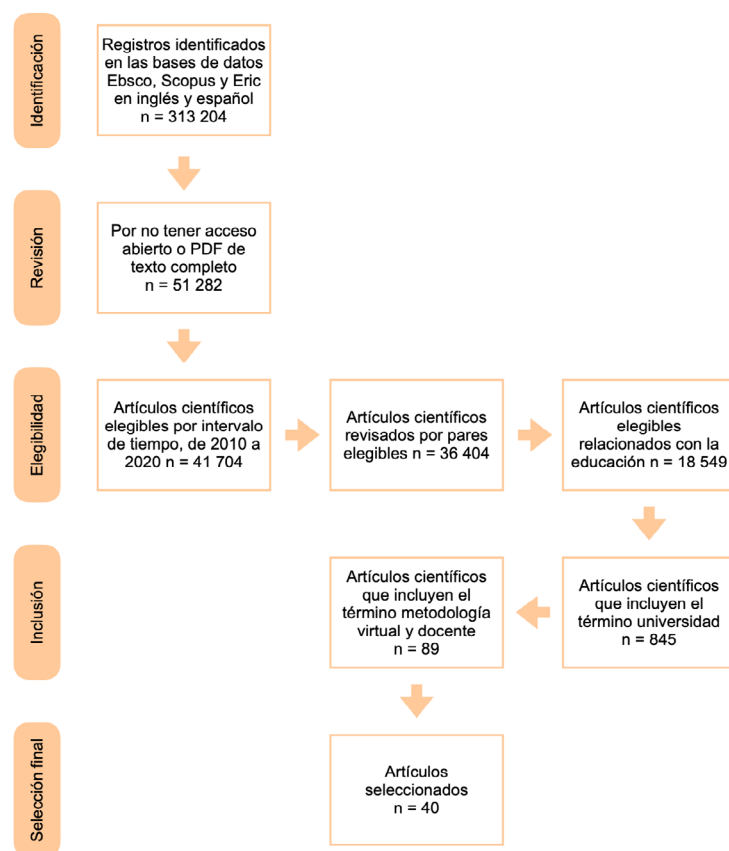 Identificación
Registros identificados
en las bases de datos
Ebsco, Scopus y Eric
en inglés y español
n = 313 204
Revisión
Por no tener acceso
abierto o PDF de
texto completo
n = 51 282
Elegibilidad
Artículos científicos
elegibles por intervalo
de tiempo, de 2010 a
2020 n = 41 704
Artículos científicos
revisados por pares
elegibles n = 36 404
Artículos científicos
elegibles
relacionados con la
educación n = 18 549
Inclusión
Artículos científicos
que incluyen el
término metodología
virtual y docente
n = 89
Artículos científicos
que incluyen el
término universidad
n = 845
Selección final
Artículos
seleccionados
n = 40